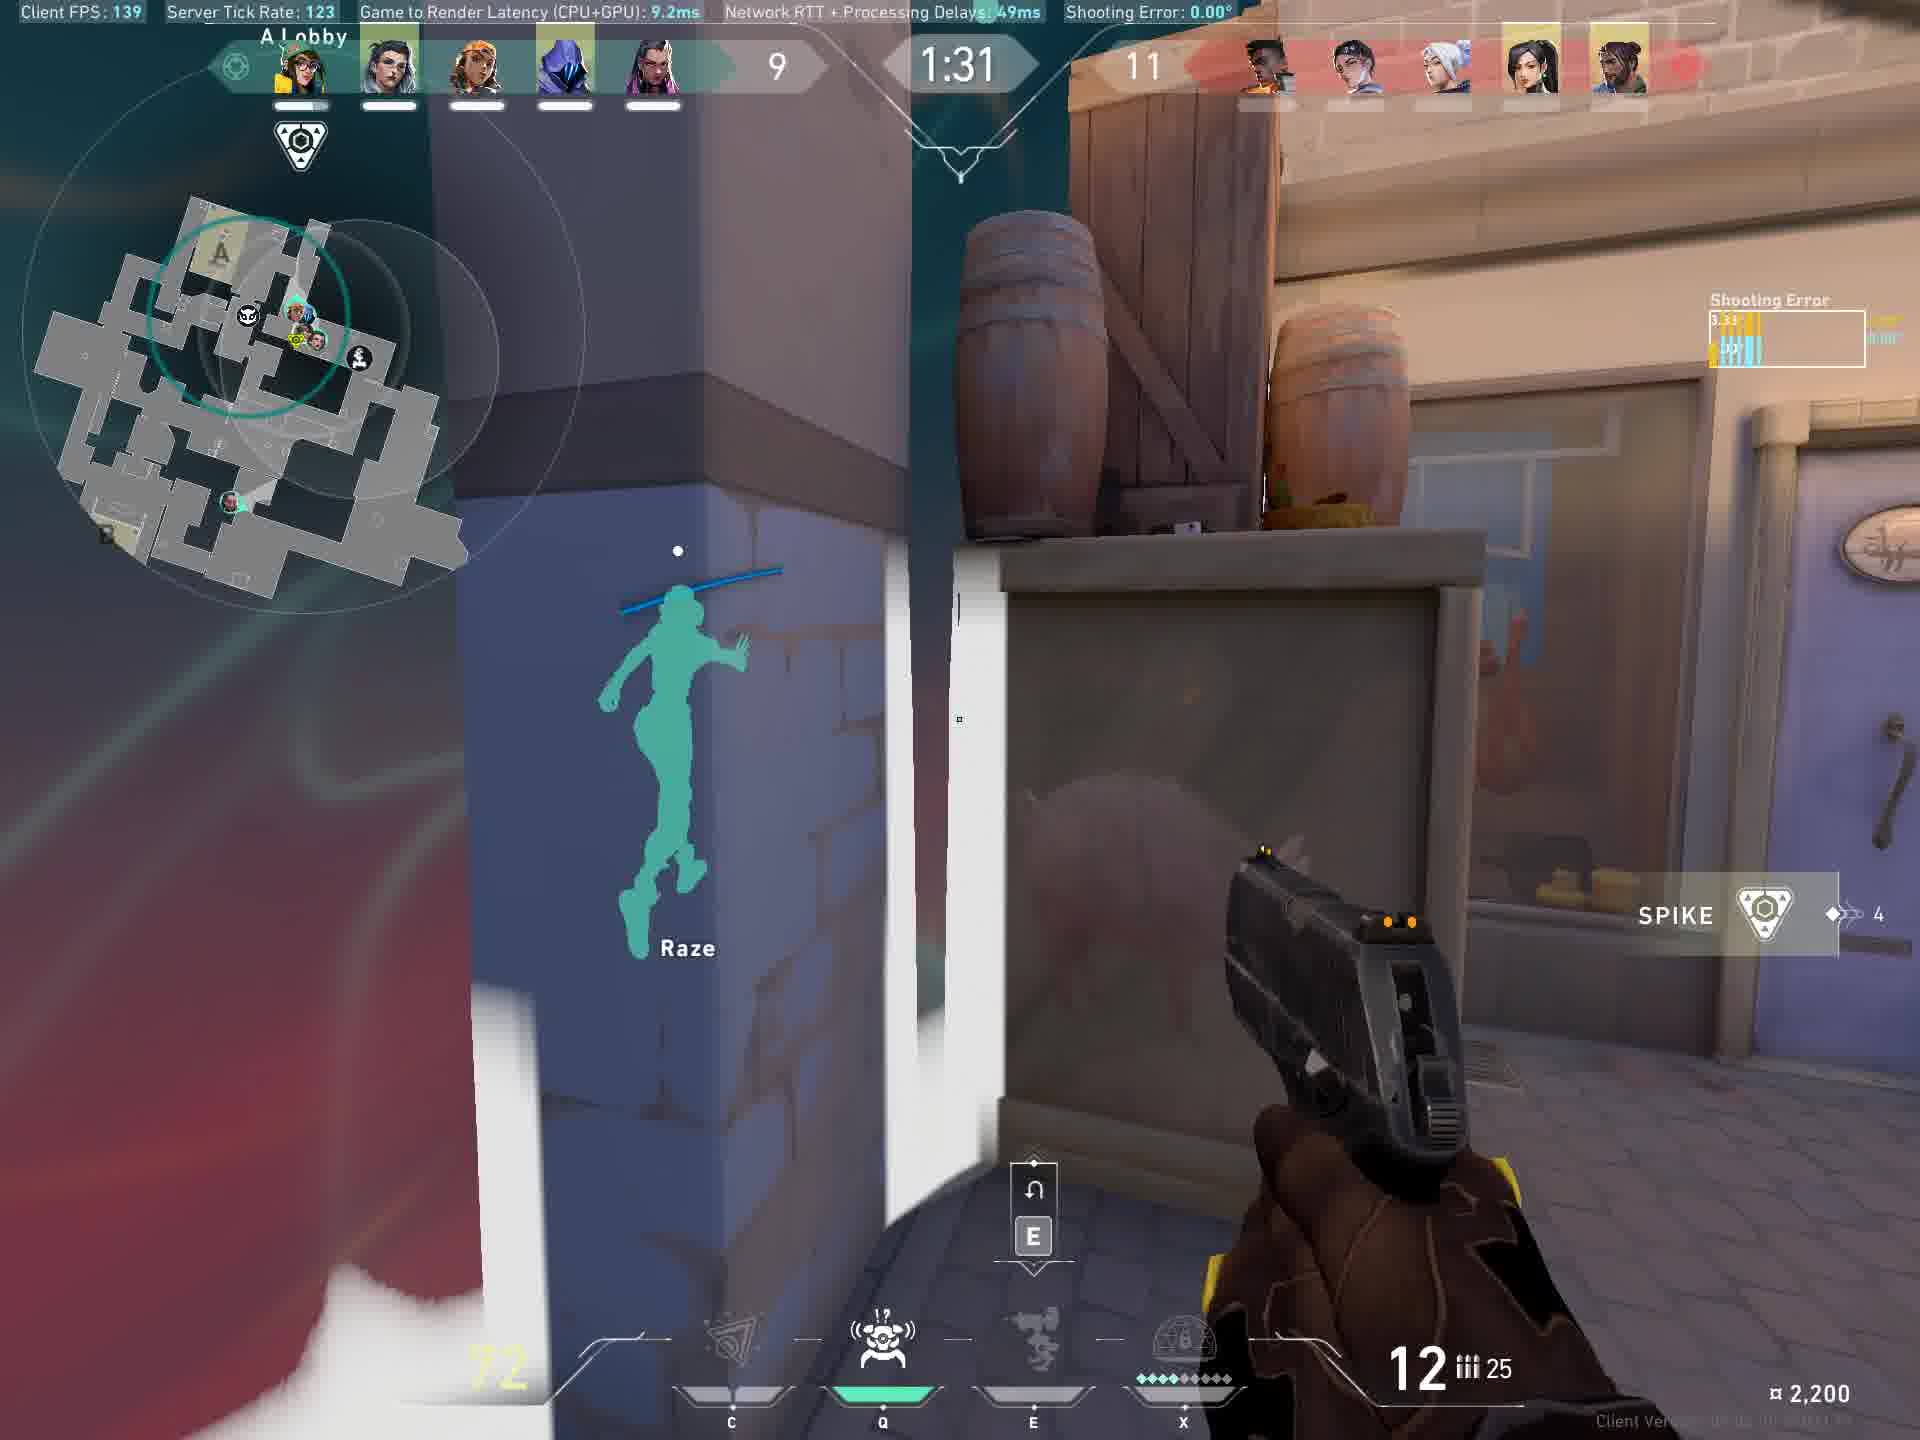 Client FPS: 139
Server Tick Rate: 123
Game to Render Latency (CPU+GPU): 9.2ms
Network RTT + Processing Delays: 49ms
Shooting Error: 0.00°
A Lobby
9
1:31
11
A
Shooting Error
Raze
SPIKE
4
E
72
12
25
¤ 2,200
C
Q
E
X